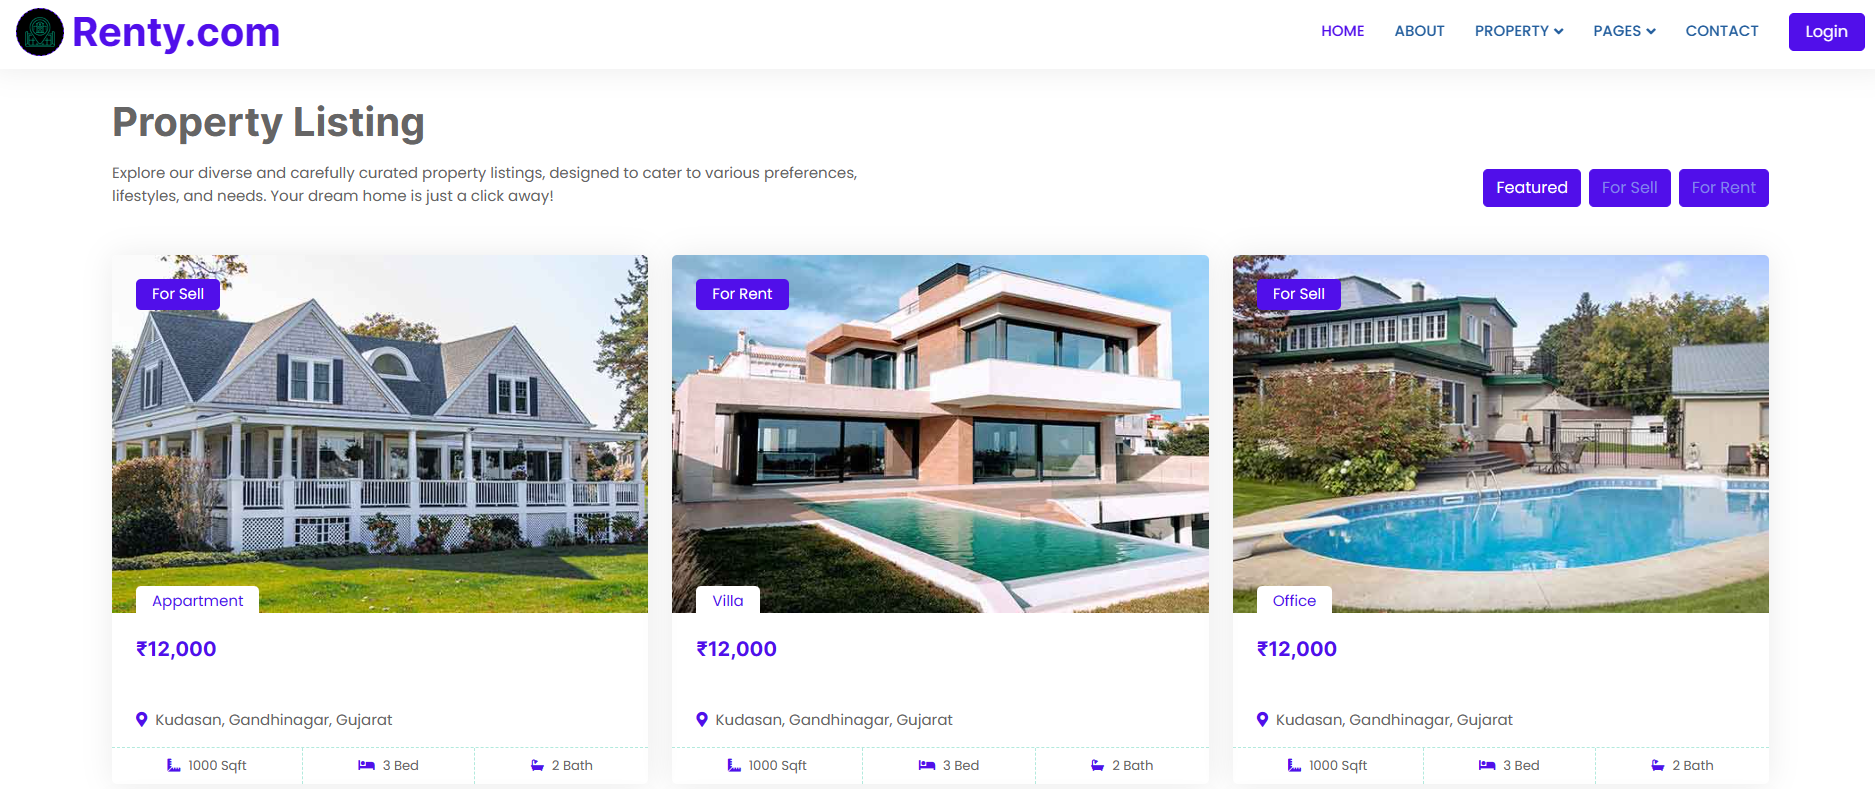 Renty.com
HOME ABOUT PROPERTY PAGES CONTACT Login
Property Listing
Explore our diverse and carefully curated property listings, designed to cater to various preferences,
lifestyles, and needs. Your dream home is just a click away!
Featured For Sell For Rent
For Sell
Appartment
₹12,000
Kudasan, Gandhinagar, Gujarat
1000 Sqft 3 Bed 2 Bath
For Rent
Villa
₹12,000
Kudasan, Gandhinagar, Gujarat
1000 Sqft 3 Bed 2 Bath
For Sell
Office
₹12,000
Kudasan, Gandhinagar, Gujarat
1000 Sqft 3 Bed 2 Bath